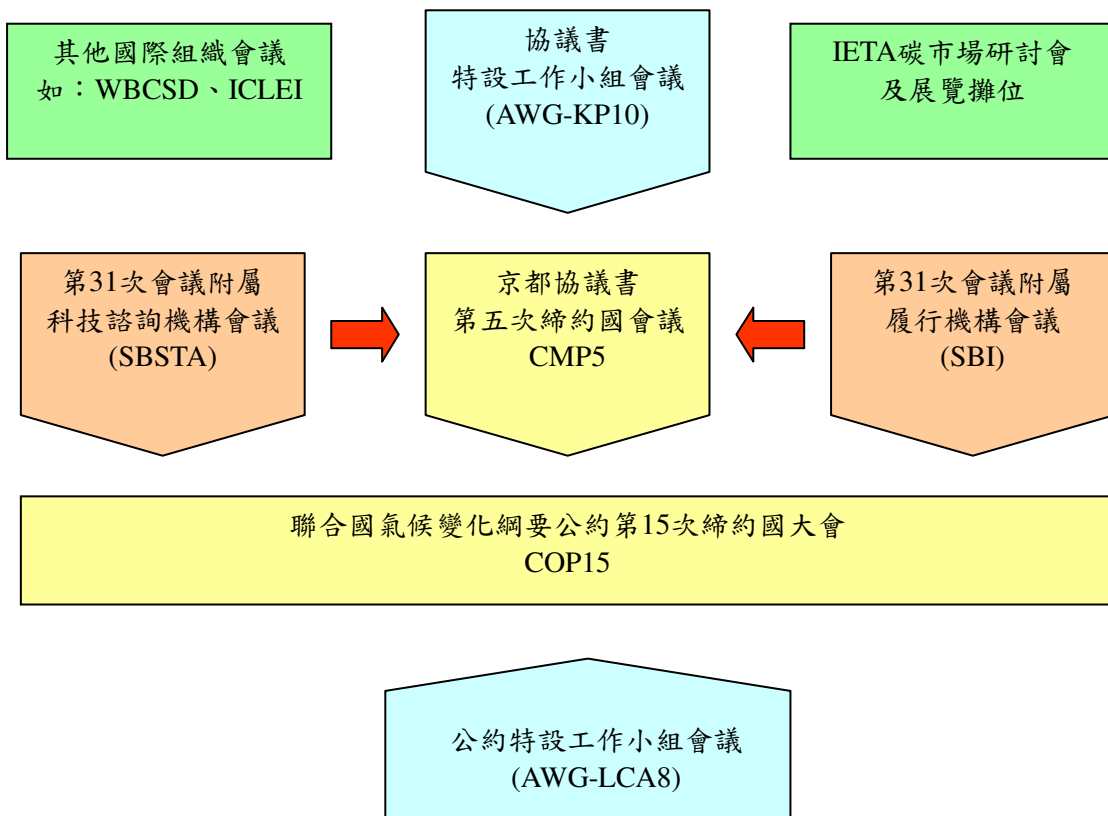 其他國際組織會議
如：WBCSD、ICLEI
協議書
特設工作小組會議
(AWG-KP10)
IETA碳市場研討會
及展覽攤位
第31次會議附屬
科技諮詢機構會議
(SBSTA)
京都協議書
第五次締約國會議
CMP5
第31次會議附屬
履行機構會議
(SBI)
聯合國氣候變化綱要公約第15次締約國大會
COP15
公約特設工作小組會議
(AWG-LCA8)